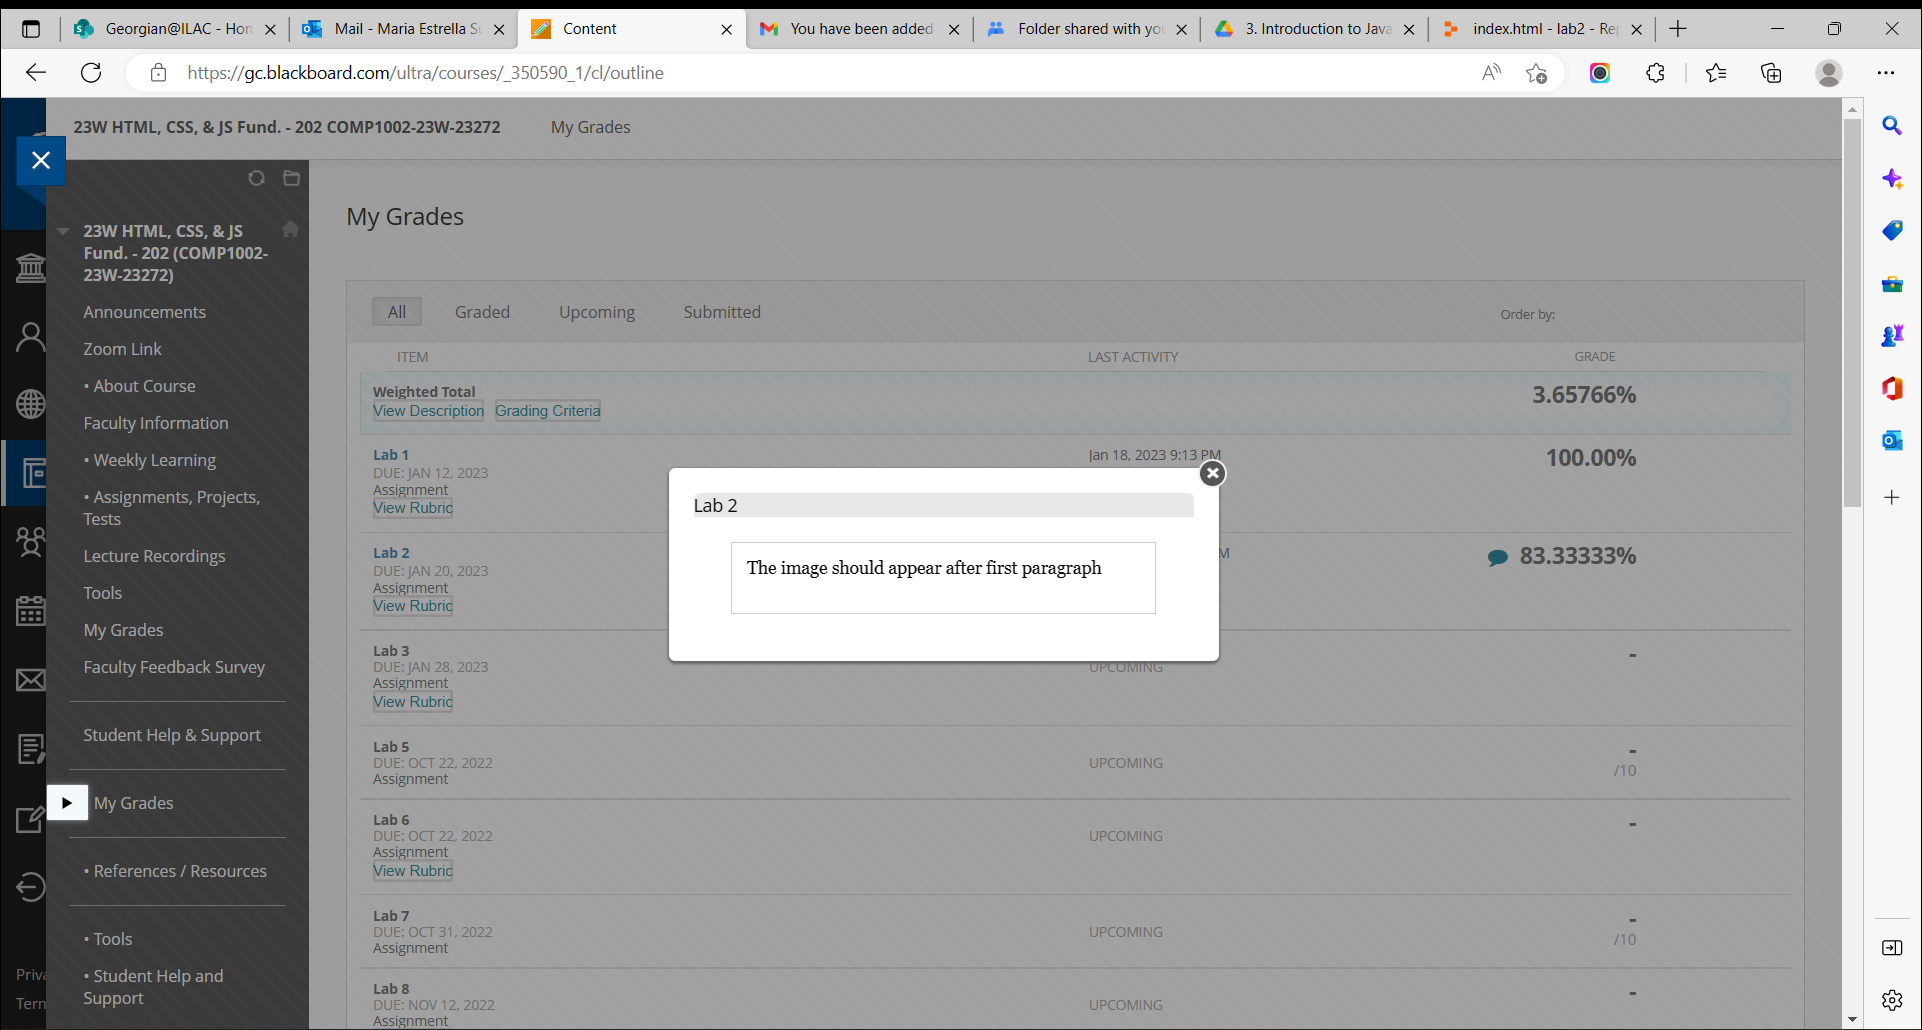 Georgian@ILAC - Hon
Mail - Maria Estrella Su
Content
You have been added
Folder shared with you
3. Introduction to Java
index.html - lab2 - Rep
https://gc.blackboard.com/ultra/courses/_350590_1/cl/outline
23W HTML, CSS, & JS Fund. - 202 COMP1002-23W-23272
My Grades
23W HTML, CSS, & JS
Fund. - 202 (COMP1002-
23W-23272)
Announcements
Zoom Link
• About Course
Faculty Information
• Weekly Learning
• Assignments, Projects,
Tests
Lecture Recordings
Tools
My Grades
Faculty Feedback Survey
Student Help & Support
My Grades
• References / Resources
• Tools
• Student Help and
Support
Priva
Term
My Grades
All Graded Upcoming Submitted
Order by:
ITEM LAST ACTIVITY GRADE
Weighted Total 3.65766%
View Description Grading Criteria
Lab 1 Jan 18, 2023 9:13 PM 100.00%
DUE: JAN 12, 2023
Assignment
View Rubric
Lab 2 M 83.33333%
DUE: JAN 20, 2023
Assignment
View Rubric
Lab 2
The image should appear after first paragraph
Lab 3 -
DUE: JAN 28, 2023 UPCOMING
Assignment
View Rubric
Lab 5 -
DUE: OCT 22, 2022 UPCOMING /10
Assignment
Lab 6 -
DUE: OCT 22, 2022 UPCOMING
Assignment
View Rubric
Lab 7 -
DUE: OCT 31, 2022 UPCOMING /10
Assignment
Lab 8 -
DUE: NOV 12, 2022 UPCOMING
Assignment